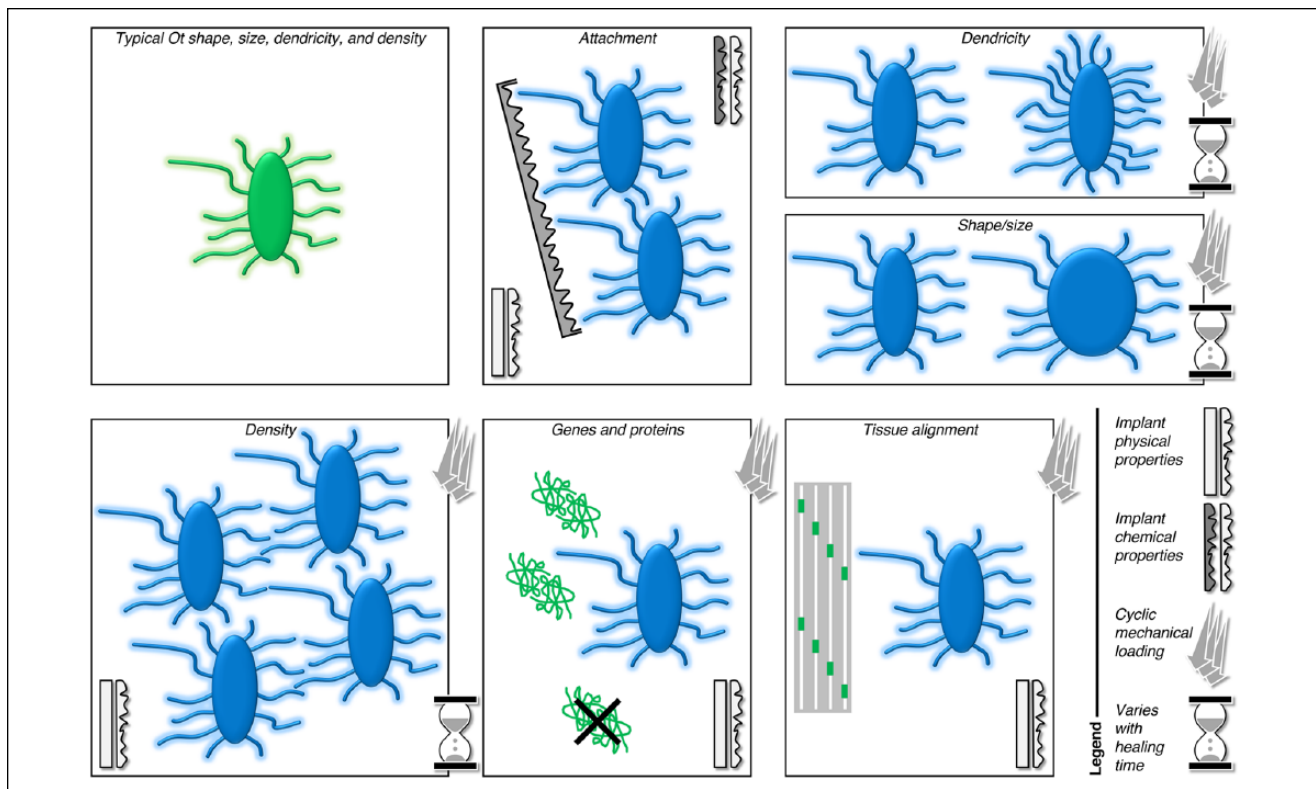 Typical Ot shape, size, dendricity, and density
Attachment
Dendricity
Shape/size
Density
Genes and proteins
Tissue alignment
Legend
Implant
physical
properties
Implant
chemical
properties
Cyclic
mechanical
loading
Varies
with
healing
time